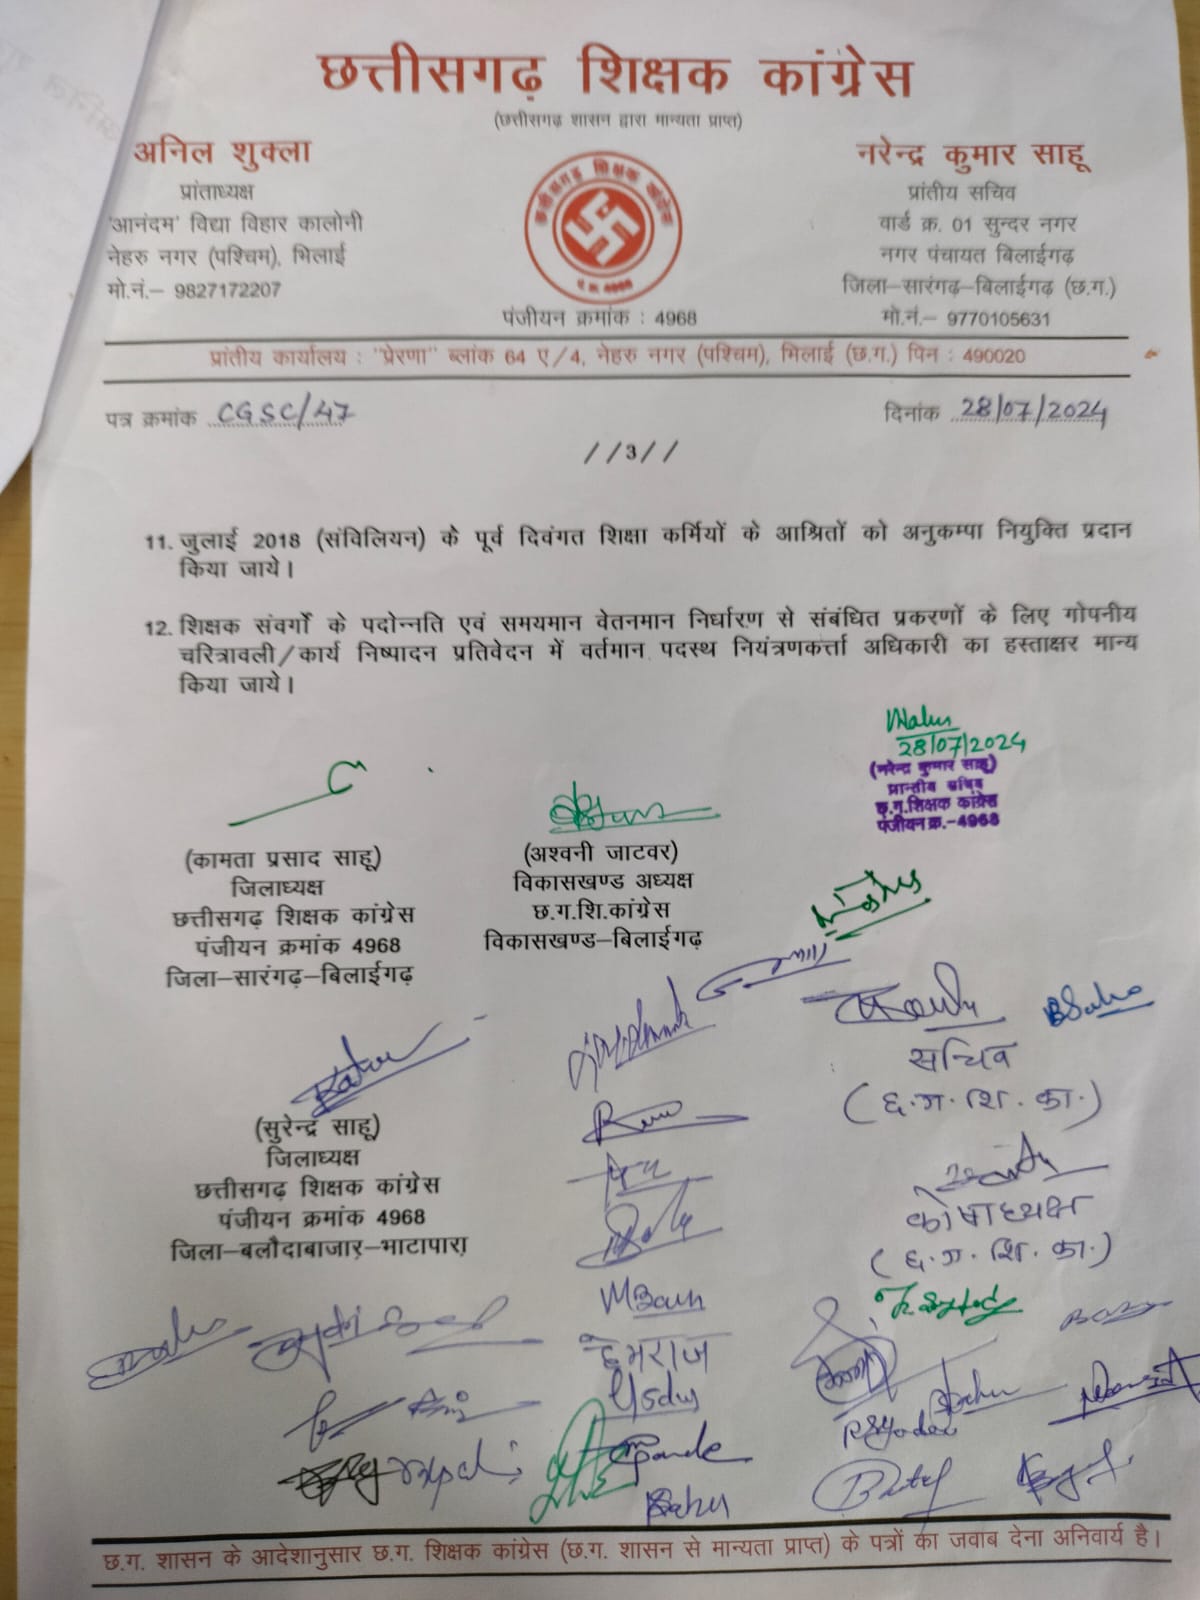 छत्तीसगढ़ शिक्षक कांग्रेस
(छत्तीसगढ़ शासन द्वारा मान्यता प्राप्त)
अनिल शुक्ला
प्रांताध्यक्ष
'आनंदम' विद्या विहार कालोनी
नेहरु नगर (पश्चिम), भिलाई
मो.नं.– 9827172207
छत्तीसगढ़ शिक्षक कांग्रेस
पं. क्र. 4968
पंजीयन क्रमांक : 4968
नरेन्द्र कुमार साहू
प्रांतीय सचिव
वार्ड क्र. 01 सुन्दर नगर
नगर पंचायत बिलाईगढ़
जिला–सारंगढ़–बिलाईगढ़ (छ.ग.)
मो.नं.– 9770105631
प्रांतीय कार्यालय : "प्रेरणा" ब्लांक 64 ए/4, नेहरु नगर (पश्चिम), भिलाई (छ.ग.) पिन : 490020
पत्र क्रमांक CGSC/47
दिनांक 28/07/2024
//3//
11. जुलाई 2018 (संविलियन) के पूर्व दिवंगत शिक्षा कर्मियों के आश्रितों को अनुकम्पा नियुक्ति प्रदान
किया जाये।
12. शिक्षक संवर्गो के पदोन्नति एवं समयमान वेतनमान निर्धारण से संबंधित प्रकरणों के लिए गोपनीय
चरित्रावली/कार्य निष्पादन प्रतिवेदन में वर्तमान पदस्थ नियंत्रणकर्त्ता अधिकारी का हस्ताक्षर मान्य
किया जाये।
28/07/2024
(नरेन्द्र कुमार साहू)
प्रान्तीय सचिव
छ.ग.शिक्षक कांग्रेस
पंजीयन क्र.-4968
(कामता प्रसाद साहू)
जिलाध्यक्ष
छत्तीसगढ़ शिक्षक कांग्रेस
पंजीयन क्रमांक 4968
जिला–सारंगढ़–बिलाईगढ़
(अश्वनी जाटवर)
विकासखण्ड अध्यक्ष
छ.ग.शि.कांग्रेस
विकासखण्ड–बिलाईगढ़
BSahu
सचिव
(छ.ग.शि.का.)
(सुरेन्द्र साहू)
जिलाध्यक्ष
छत्तीसगढ़ शिक्षक कांग्रेस
पंजीयन क्रमांक 4968
जिला–बलौदाबाजार–भाटापारा
कोषाध्यक्ष
(छ.ग.शि.का.)
हेमराज
छ.ग. शासन के आदेशानुसार छ.ग. शिक्षक कांग्रेस (छ.ग. शासन से मान्यता प्राप्त) के पत्रों का जवाब देना अनिवार्य है।